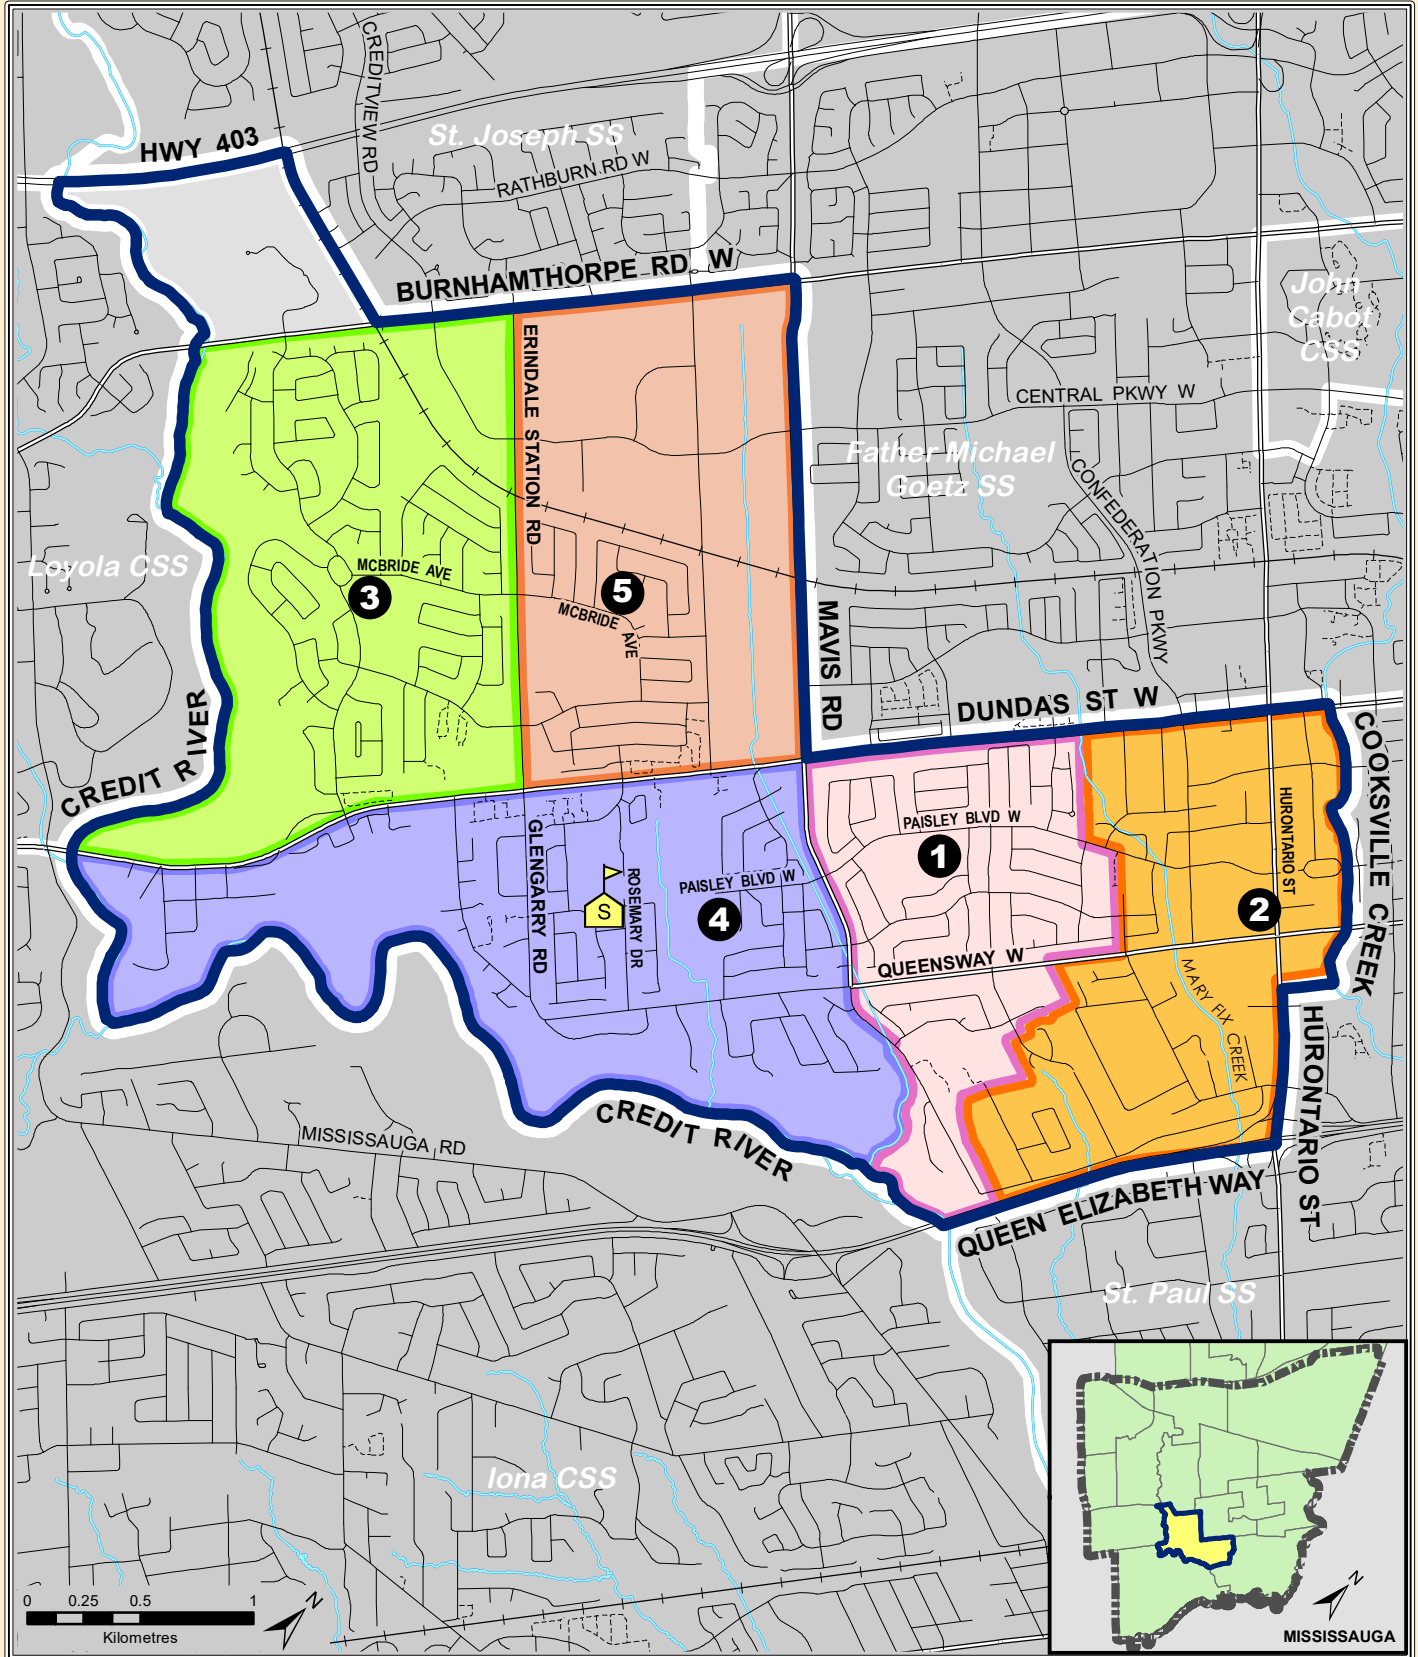 CREDITVIEW RD
HWY 403
St. Joseph SS
RATHBURN RD W
BURNHAMTHORPE RD W
John
Cabot
CSS
ERINDALE STATION RD
CENTRAL PKWY W
Father Michael
Goetz SS
CONFEDERATION PKWY
Loyola CSS
MCBRIDE AVE
3
5
MCBRIDE AVE
MAVIS RD
DUNDAS ST W
CREDIT RIVER
COOKSVILLE CREEK
HURONTARIO ST
PAISLEY BLVD W
1
GLENGARRY RD
ROSEMARY DR
S
PAISLEY BLVD W
4
2
QUEENSWAY W
MARY FIX CREEK
HURONTARIO ST
CREDIT RIVER
MISSISSAUGA RD
QUEEN ELIZABETH WAY
St. Paul SS
Iona CSS
0 0.25 0.5 1
Kilometres
N
N
MISSISSAUGA